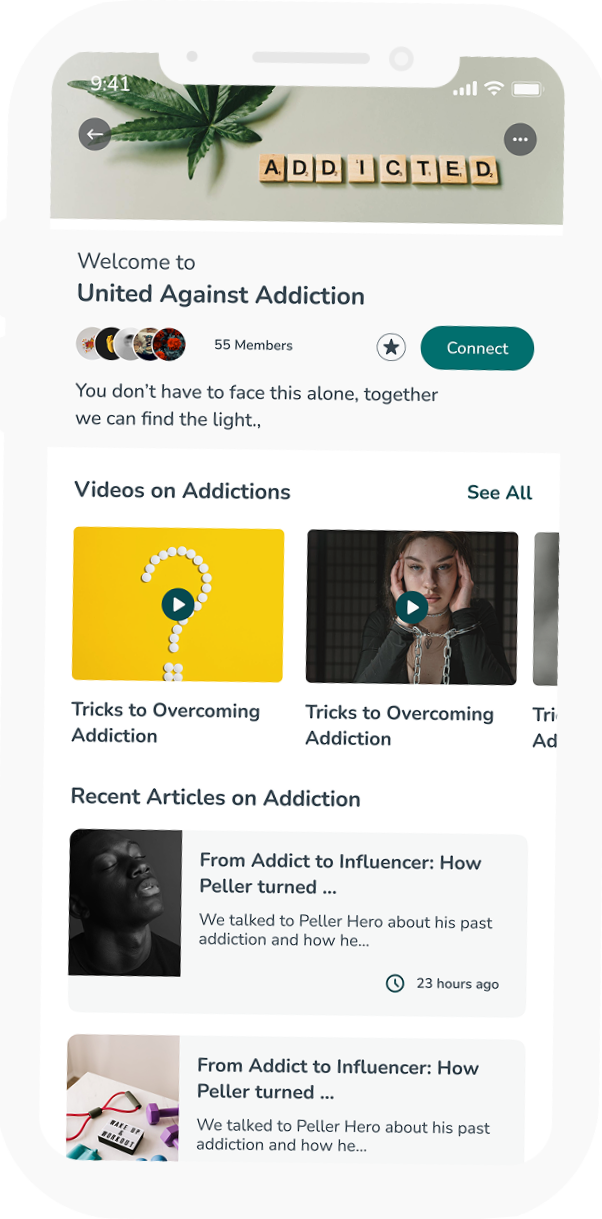 9:41
ADDICTED
Welcome to
United Against Addiction
55 Members
Connect
You don't have to face this alone, together
we can find the light.,
Videos on Addictions
See All
Tricks to Overcoming
Addiction
Tricks to Overcoming
Addiction
Tri
Ad
Recent Articles on Addiction
From Addict to Influencer: How
Peller turned ...
We talked to Peller Hero about his past
addiction and how he...
23 hours ago
From Addict to Influencer: How
Peller turned ...
We talked to Peller Hero about his past
addiction and how he...
WAKE UP
&
WORKOUT